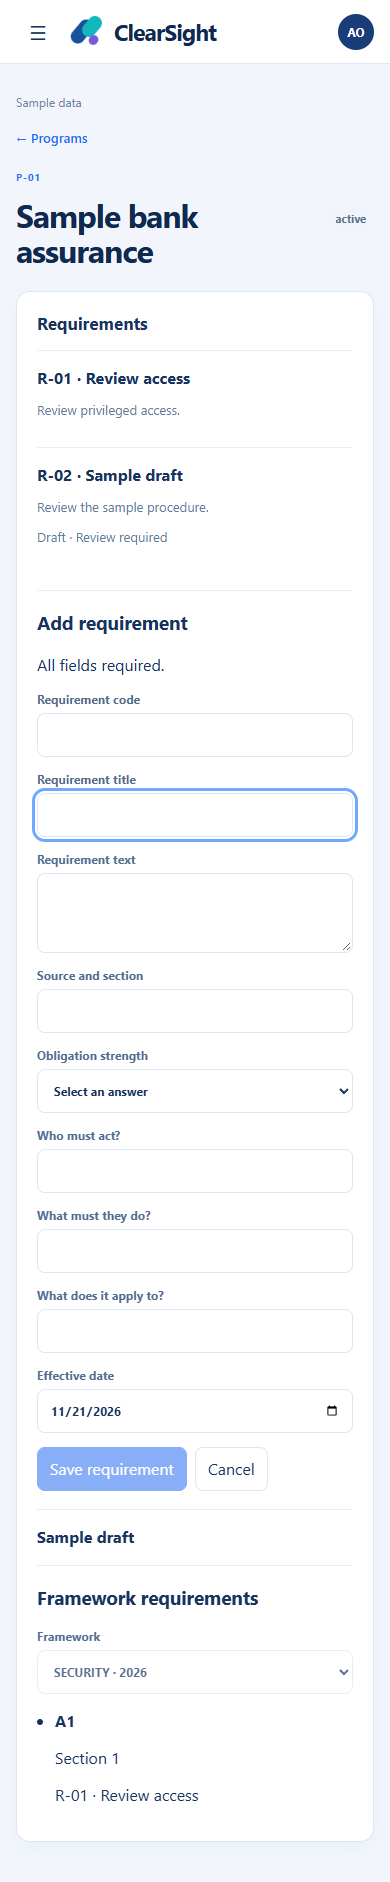 ☰ ClearSight AO
Sample data
← Programs
P-01
Sample bank assurance
active
Requirements
R-01 · Review access
Review privileged access.
R-02 · Sample draft
Review the sample procedure.
Draft · Review required
Add requirement
All fields required.
Requirement code
Requirement title
Requirement text
Source and section
Obligation strength
Select an answer
Who must act?
What must they do?
What does it apply to?
Effective date
11/21/2026
Save requirement Cancel
Sample draft
Framework requirements
Framework
SECURITY · 2026
• A1
Section 1
R-01 · Review access